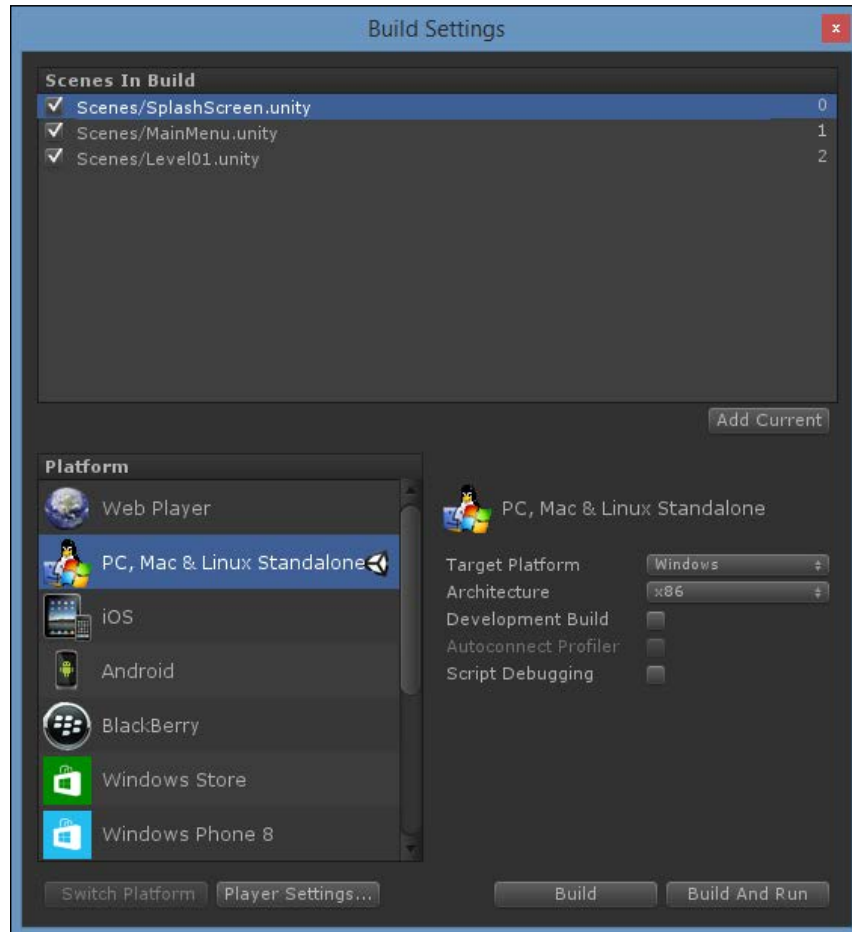 Build Settings
x
Scenes In Build
Scenes/SplashScreen.unity 0
Scenes/MainMenu.unity 1
Scenes/Level01.unity 2
Add Current
Platform
Web Player
PC, Mac & Linux Standalone
iOS
Android
BlackBerry
Windows Store
Windows Phone 8
PC, Mac & Linux Standalone
Target Platform Windows
Architecture x86
Development Build
Autoconnect Profiler
Script Debugging
Switch Platform Player Settings... Build Build And Run